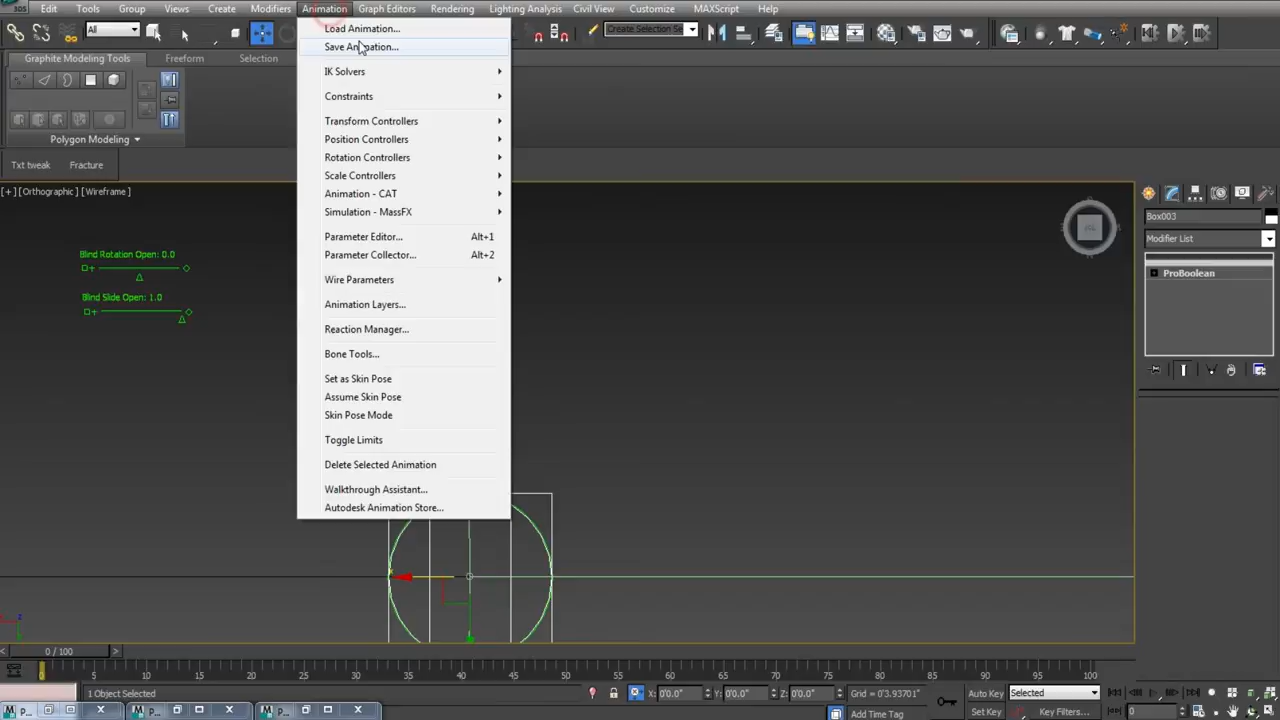 Edit Tools Group Views Create Modifiers Animation Graph Editors Rendering Lighting Analysis Civil View Customize MAXScript Help
All
Create Selection Se
Load Animation...
Save Animation...
IK Solvers
Constraints
Transform Controllers
Position Controllers
Rotation Controllers
Scale Controllers
Animation - CAT
Simulation - MassFX
Parameter Editor... Alt+1
Parameter Collector... Alt+2
Wire Parameters
Animation Layers...
Reaction Manager...
Bone Tools...
Set as Skin Pose
Assume Skin Pose
Skin Pose Mode
Toggle Limits
Delete Selected Animation
Walkthrough Assistant...
Autodesk Animation Store...
Graphite Modeling Tools Freeform Selection
Polygon Modeling
Txt tweak Fracture
[+] [Orthographic] [Wireframe]
Blind Rotation Open: 0.0
Blind Slide Open: 1.0
Box003
Modifier List
ProBoolean
0 / 100
0 5 10 15 20 25 30 35 40 45 50 55 60 65 70 75 80 85 90 95 100
1 Object Selected
X: 0'0.0" Y: 0'0.0" Z: 0'0.0" Grid = 0'3.93701"
Add Time Tag
Auto Key Selected
Set Key Key Filters...
0